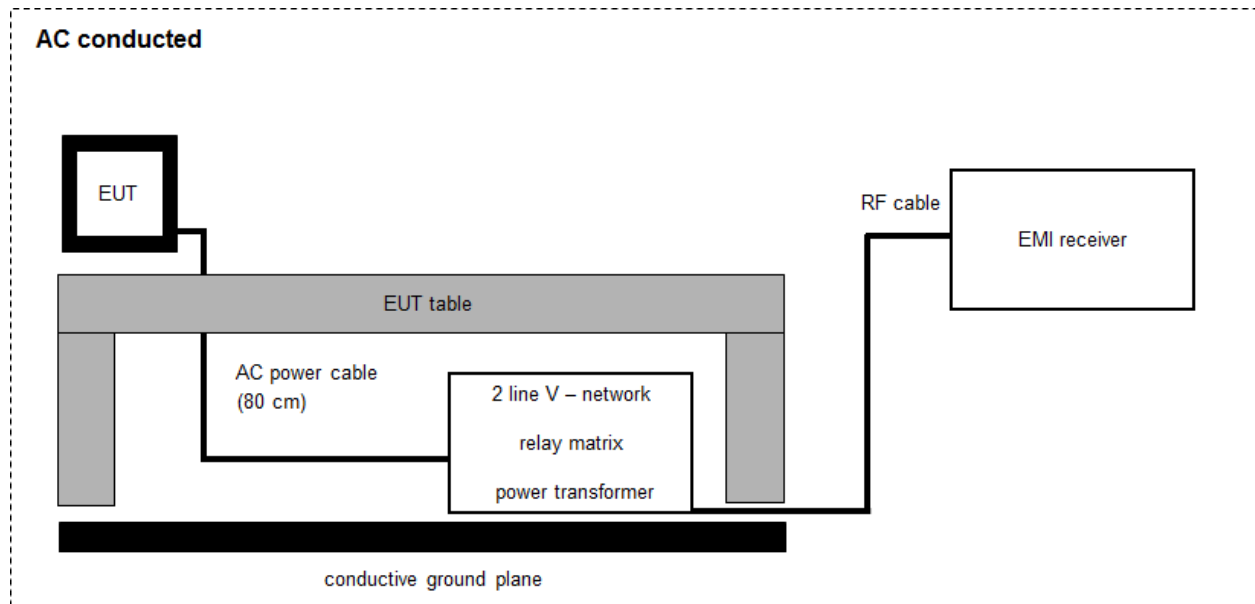 AC conducted
EUT
RF cable
EMI receiver
EUT table
AC power cable
(80 cm)
2 line V – network
relay matrix
power transformer
conductive ground plane